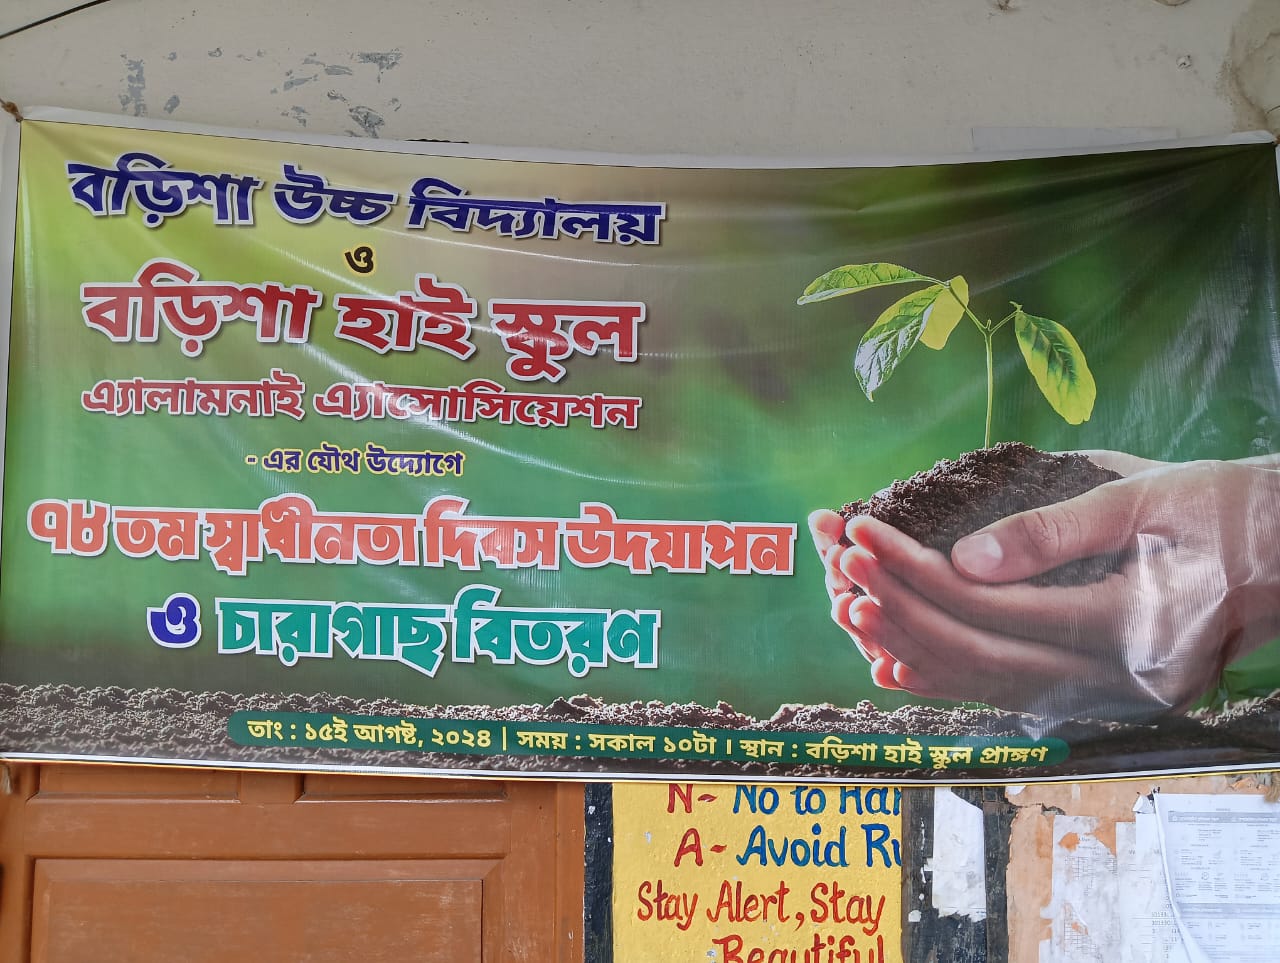 বড়িশা উচ্চ বিদ্যালয়
ও
বড়িশা হাই স্কুল
এ্যালামনাই এ্যাসোসিয়েশন
- এর যৌথ উদ্যোগে
৭৮ তম স্বাধীনতা দিবস উদযাপন
ও চারাগাছ বিতরণ
তাং : ১৫ই আগষ্ট, ২০২৪ | সময় : সকাল ১০টা । স্থান : বড়িশা হাই স্কুল প্রাঙ্গণ
N- No to
A- Avoid
Stay Alert, Stay
Beautiful